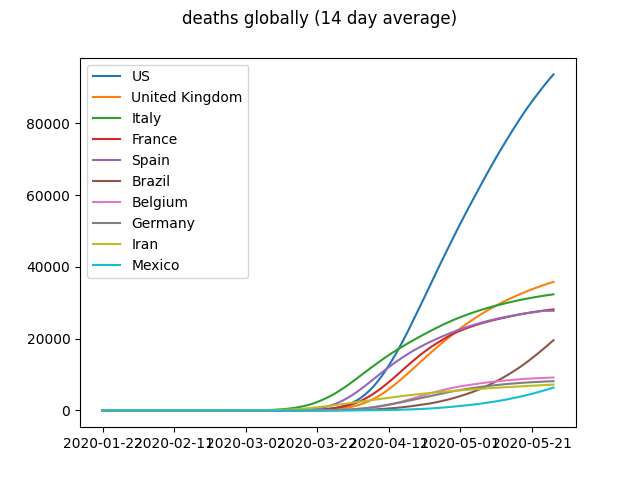 deaths globally (14 day average)
US
United Kingdom
Italy
France
Spain
Brazil
Belgium
Germany
Iran
Mexico
80000
60000
40000
20000
0
2020-01-22 2020-02-11 2020-03-02 2020-03-22 2020-04-11 2020-05-01 2020-05-21